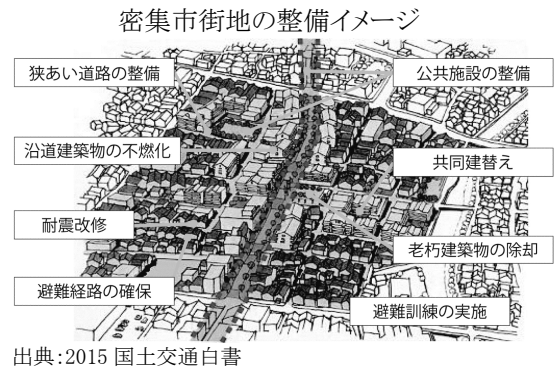 密集市街地の整備イメージ
狭あい道路の整備
公共施設の整備
沿道建築物の不燃化
共同建替え
耐震改修
老朽建築物の除却
避難経路の確保
避難訓練の実施
出典:2015 国土交通白書